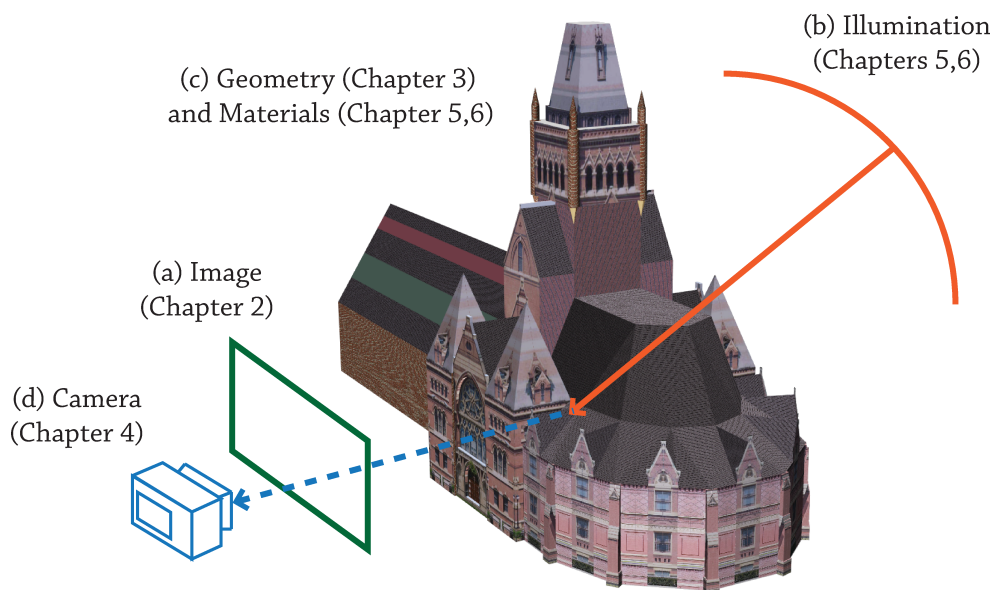 (b) Illumination
(Chapters 5,6)
(c) Geometry (Chapter 3)
and Materials (Chapter 5,6)
(a) Image
(Chapter 2)
(d) Camera
(Chapter 4)